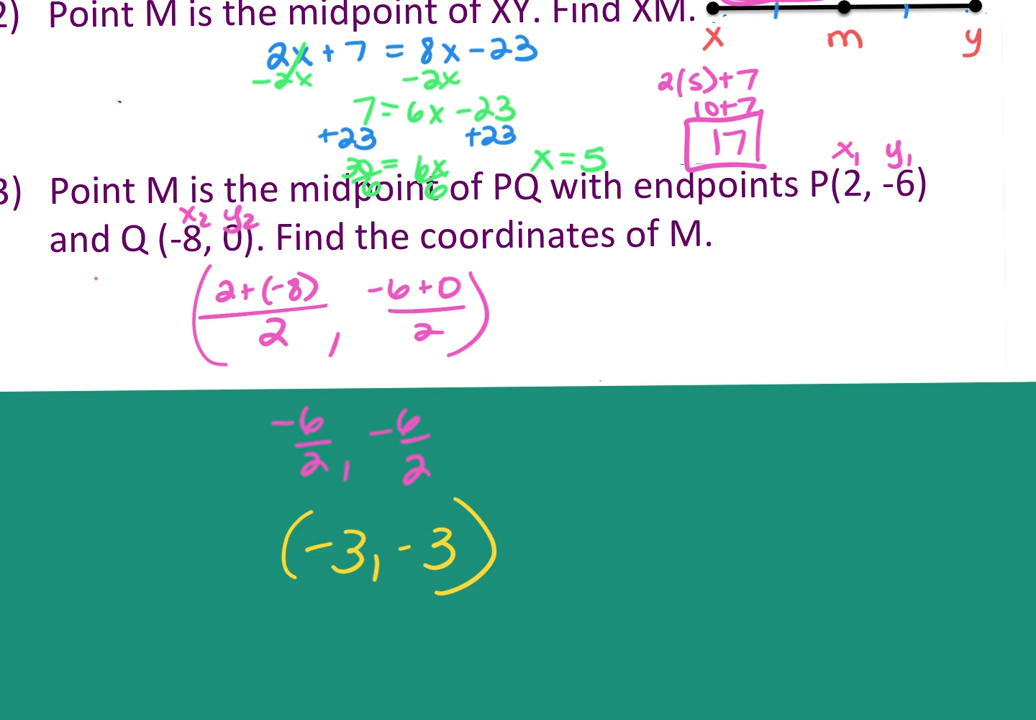 2) Point M is the midpoint of XY. Find XM.
x m y
2x + 7 = 8x - 23
-2x -2x
7 = 6x - 23
+23 +23
30 = 6x
6 6
x = 5
2(5)+7
10+7
17
x₁ y₁
3) Point M is the midpoint of PQ with endpoints P(2, -6)
x₂ y₂
and Q (-8, 0). Find the coordinates of M.
(2+(-8)/2, -6+0/2)
-6/2, -6/2
(-3, -3)